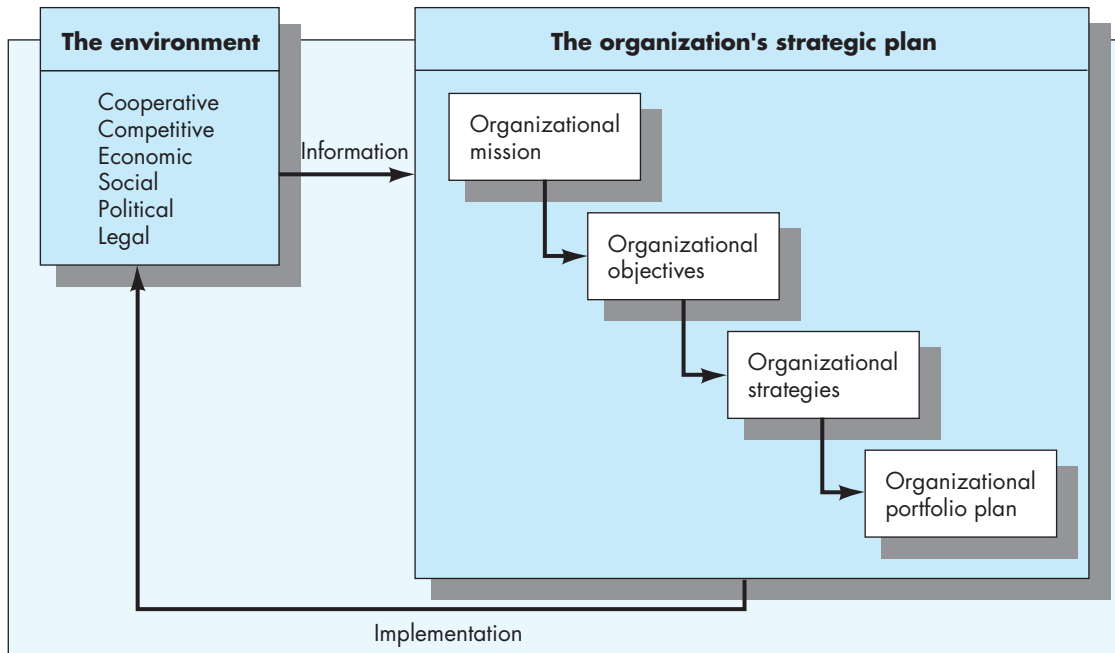 The environment
Cooperative
Competitive
Economic
Social
Political
Legal
Information
The organization's strategic plan
Organizational
mission
Organizational
objectives
Organizational
strategies
Organizational
portfolio plan
Implementation